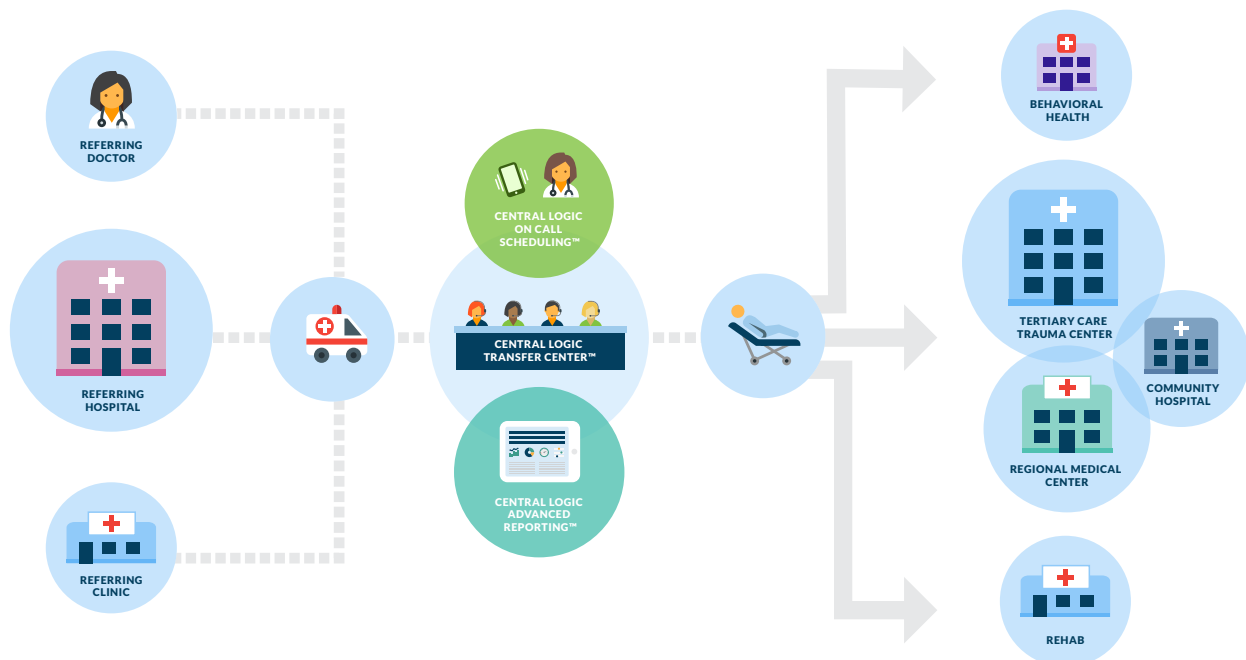 REFERRING
DOCTOR
REFERRING
HOSPITAL
REFERRING
CLINIC
CENTRAL LOGIC
ON CALL
SCHEDULING™
CENTRAL LOGIC
TRANSFER CENTER™
CENTRAL LOGIC
ADVANCED
REPORTING™
BEHAVIORAL
HEALTH
TERTIARY CARE
TRAUMA CENTER
COMMUNITY
HOSPITAL
REGIONAL MEDICAL
CENTER
REHAB